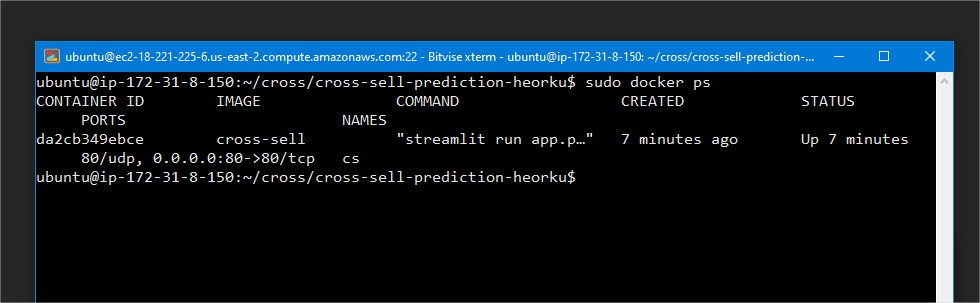 ubuntu@ec2-18-221-225-6.us-east-2.compute.amazonaws.com:22 - Bitvise xterm - ubuntu@ip-172-31-8-150: ~/cross/cross-sell-prediction-...
ubuntu@ip-172-31-8-150:~/cross/cross-sell-prediction-heorku$ sudo docker ps
CONTAINER ID        IMAGE               COMMAND                  CREATED             STATUS
     PORTS                        NAMES
da2cb349ebce        cross-sell          "streamlit run app.p…"   7 minutes ago       Up 7 minutes
     80/udp, 0.0.0.0:80->80/tcp   cs
ubuntu@ip-172-31-8-150:~/cross/cross-sell-prediction-heorku$